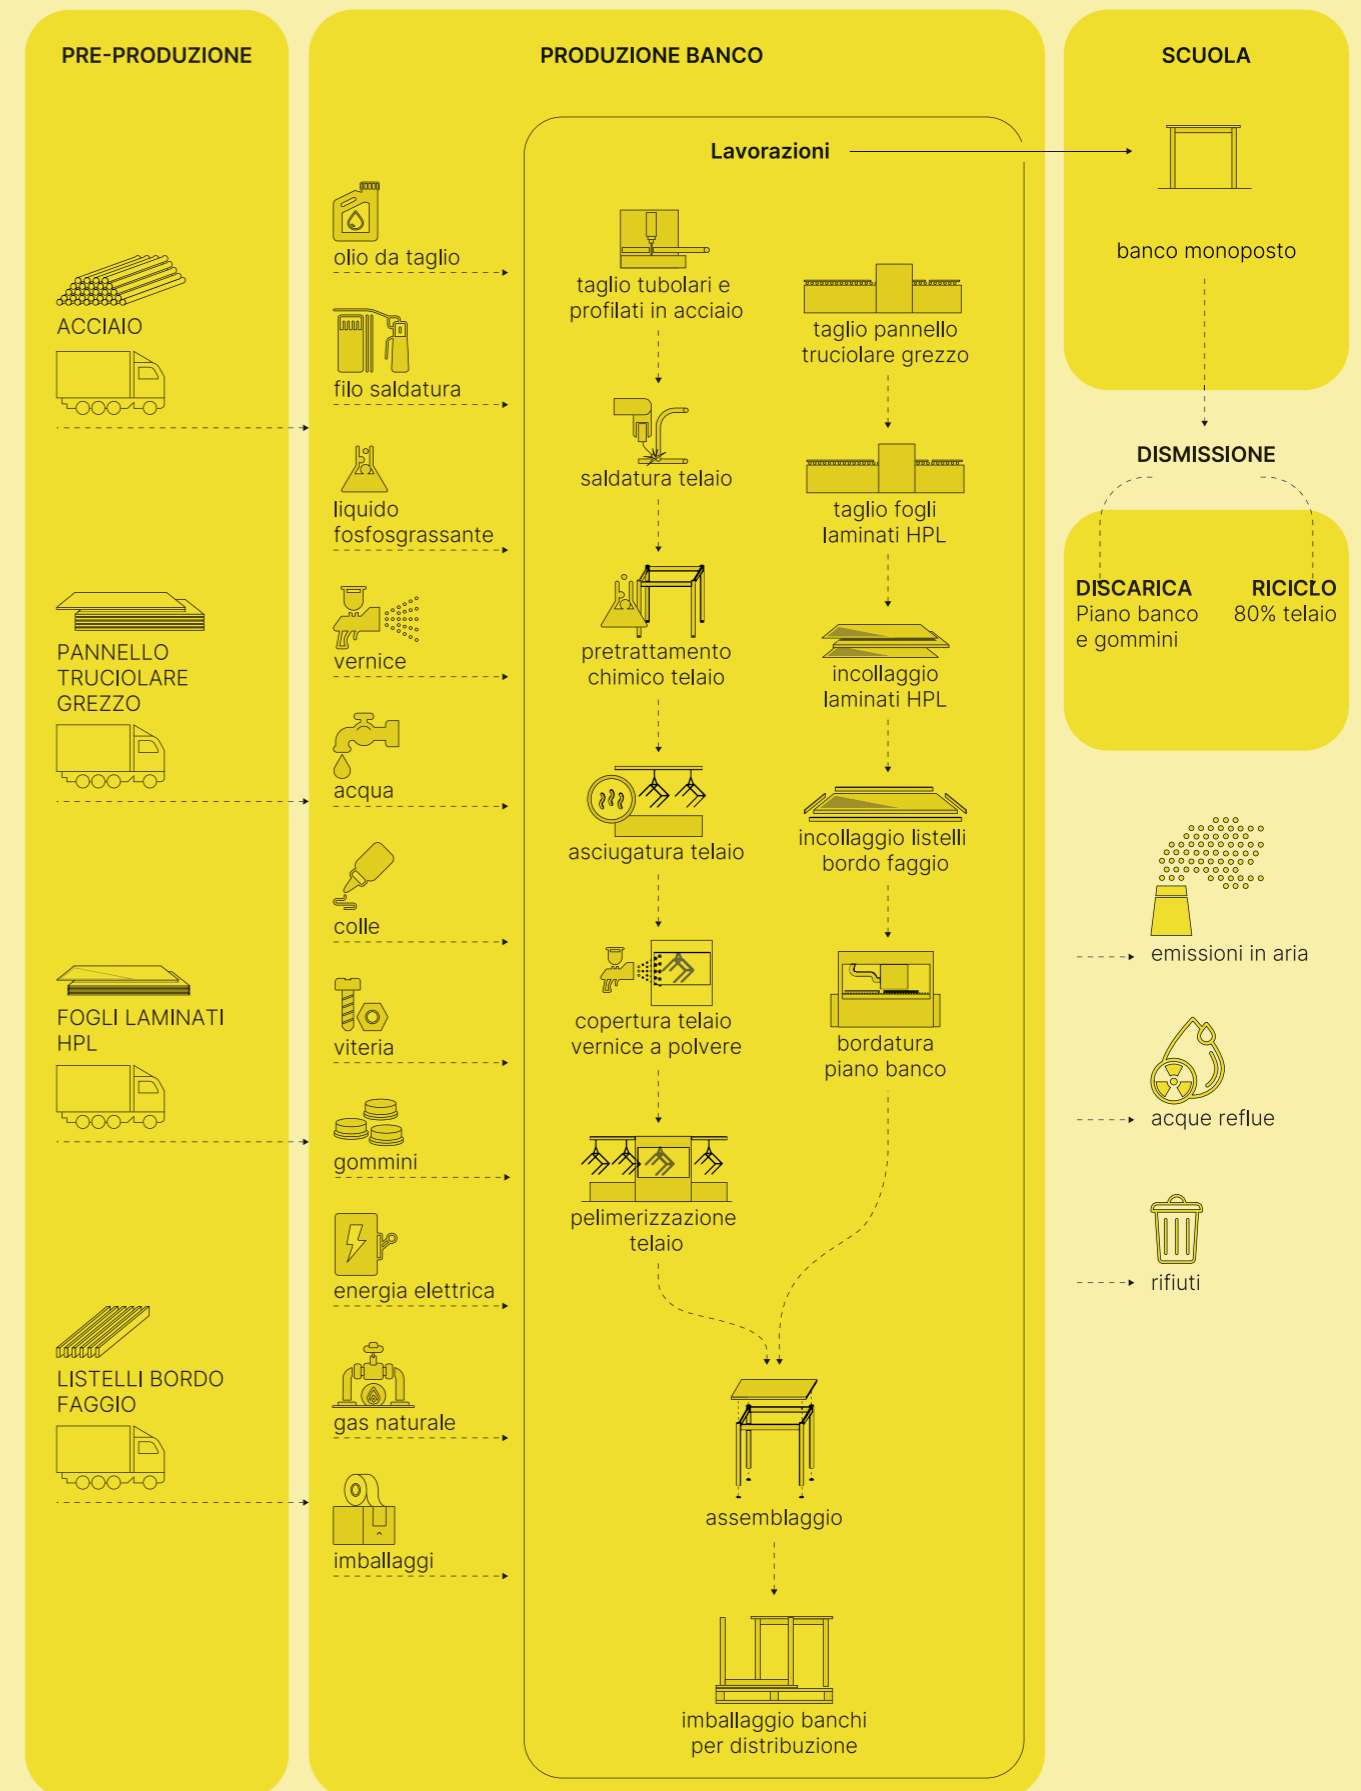 PRE-PRODUZIONE
ACCIAIO
PANNELLO
TRUCIOLARE
GREZZO
FOGLI LAMINATI
HPL
LISTELLI BORDO
FAGGIO
PRODUZIONE BANCO
olio da taglio
filo saldatura
liquido
fosfosgrassante
vernice
acqua
colle
viteria
gommini
energia elettrica
gas naturale
imballaggi
Lavorazioni
taglio tubolari e
profilati in acciaio
saldatura telaio
pretrattamento
chimico telaio
asciugatura telaio
copertura telaio
vernice a polvere
pelimerizzazione
telaio
taglio pannello
truciolare grezzo
taglio fogli
laminati HPL
incollaggio
laminati HPL
incollaggio listelli
bordo faggio
bordatura
piano banco
assemblaggio
imballaggio banchi
per distribuzione
SCUOLA
banco monoposto
DISMISSIONE
DISCARICA
Piano banco
e gommini
RICICLO
80% telaio
emissioni in aria
acque reflue
rifiuti